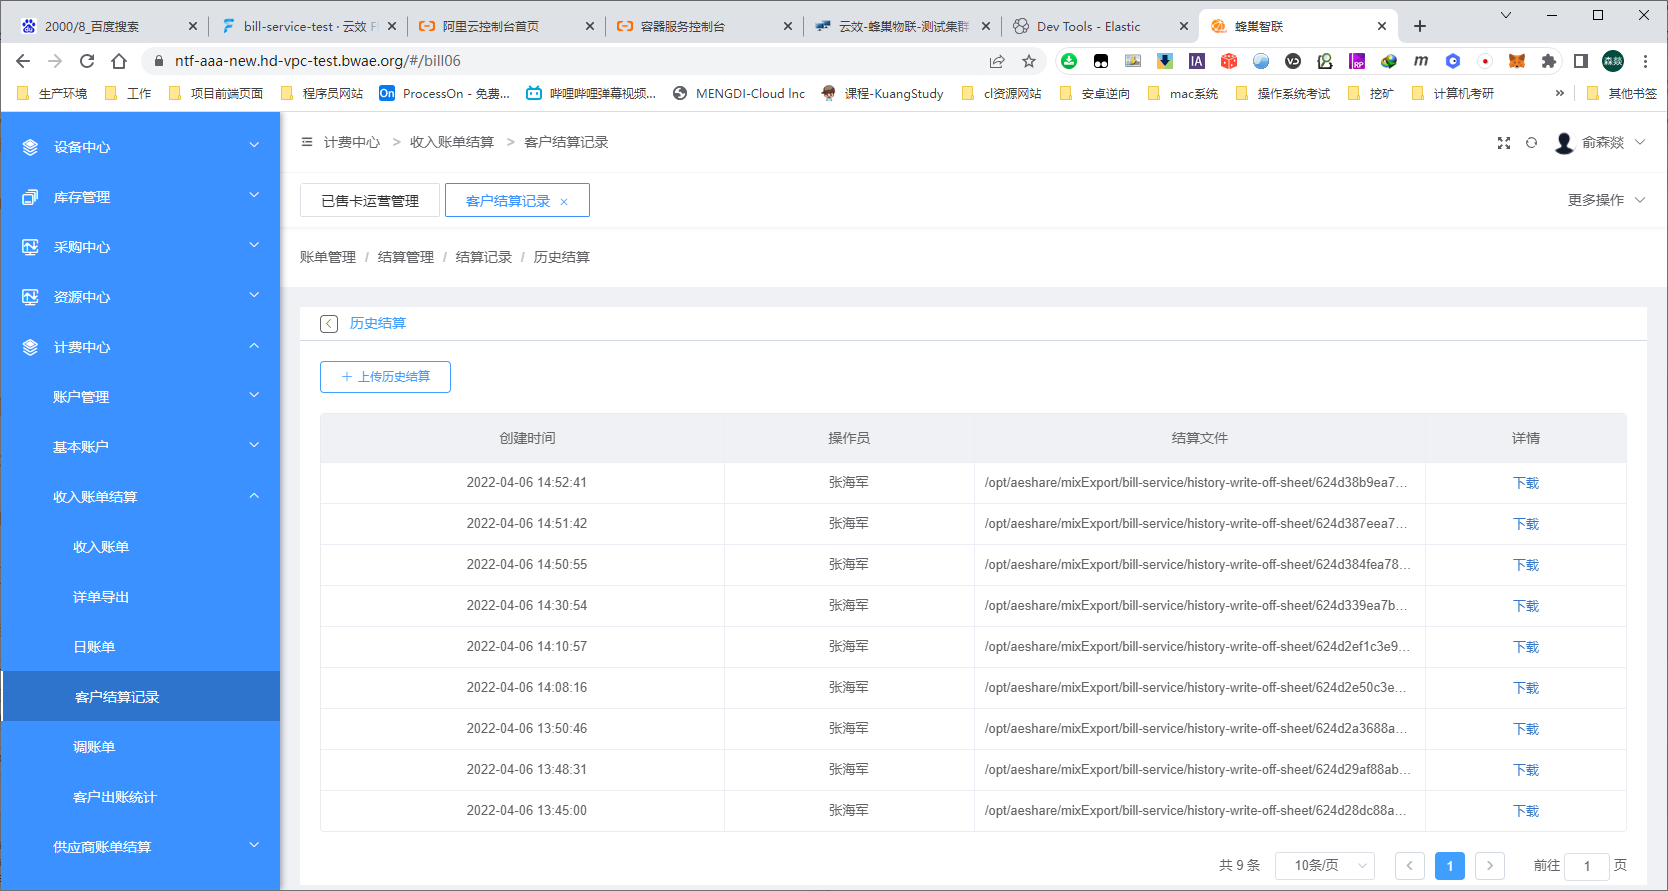 2000/8_百度搜索
bill-service-test · 云效 F
阿里云控制台首页
容器服务控制台
云效-蜂巢物联-测试集群
Dev Tools - Elastic
蜂巢智联
ntf-aaa-new.hd-vpc-test.bwae.org/#/bill06
森燚
生产环境
工作
项目前端页面
程序员网站
On ProcessOn - 免费...
哔哩哔哩弹幕视频...
MENGDI-Cloud Inc
课程-KuangStudy
cl资源网站
安卓逆向
mac系统
操作系统考试
挖矿
计算机考研
»
其他书签
设备中心
库存管理
采购中心
资源中心
计费中心
账户管理
基本账户
收入账单结算
收入账单
详单导出
日账单
客户结算记录
调账单
客户出账统计
供应商账单结算
计费中心 > 收入账单结算 > 客户结算记录
俞森燚
已售卡运营管理
客户结算记录 ×
更多操作
账单管理 / 结算管理 / 结算记录 / 历史结算
历史结算
+ 上传历史结算
创建时间 操作员 结算文件 详情
2022-04-06 14:52:41 张海军 /opt/aeshare/mixExport/bill-service/history-write-off-sheet/624d38b9ea7... 下载
2022-04-06 14:51:42 张海军 /opt/aeshare/mixExport/bill-service/history-write-off-sheet/624d387eea7... 下载
2022-04-06 14:50:55 张海军 /opt/aeshare/mixExport/bill-service/history-write-off-sheet/624d384fea78... 下载
2022-04-06 14:30:54 张海军 /opt/aeshare/mixExport/bill-service/history-write-off-sheet/624d339ea7b... 下载
2022-04-06 14:10:57 张海军 /opt/aeshare/mixExport/bill-service/history-write-off-sheet/624d2ef1c3e9... 下载
2022-04-06 14:08:16 张海军 /opt/aeshare/mixExport/bill-service/history-write-off-sheet/624d2e50c3e... 下载
2022-04-06 13:50:46 张海军 /opt/aeshare/mixExport/bill-service/history-write-off-sheet/624d2a3688a... 下载
2022-04-06 13:48:31 张海军 /opt/aeshare/mixExport/bill-service/history-write-off-sheet/624d29af88ab... 下载
2022-04-06 13:45:00 张海军 /opt/aeshare/mixExport/bill-service/history-write-off-sheet/624d28dc88a... 下载
共 9 条 10条/页 < 1 > 前往 1 页